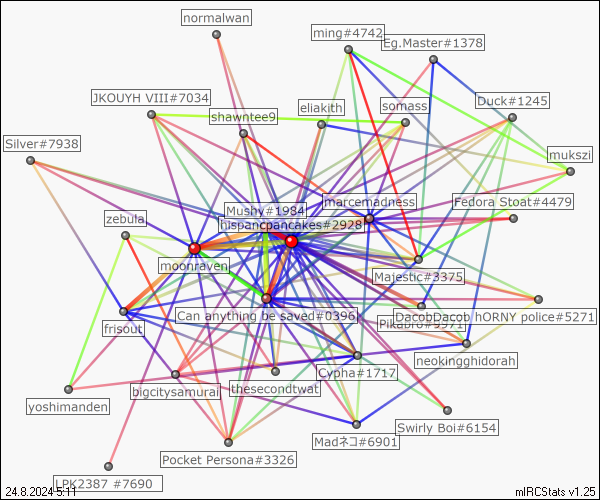 normalwan
ming#4742
Eg.Master#1378
JKOUYH VIII#7034
eliakith
somass
Duck#1245
shawntee9
Silver#7938
mukszi
marcemadness
Fedora Stoat#4479
Mushy#1984
zebula
hispancpancakes#2928
moonraven
Majestic#3375
DacobDacob
hORNY police#5271
Can anything be saved#0396
frisout
neokingghidorah
Cypha#1717
bigcitysamurai
thesecondtwat
yoshimanden
Swirly Boi#6154
Madネコ#6901
Pocket Persona#3326
LPK2387 #7690
24.8.2024 5:11
mIRCStats v1.25